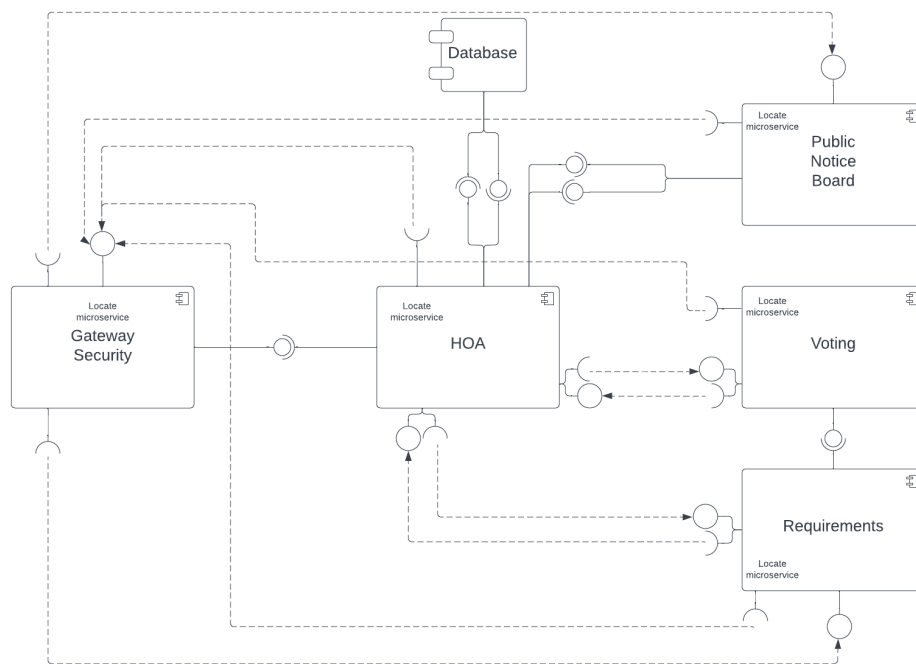 Database
Locate
microservice
Public
Notice
Board
Locate
microservice
Gateway
Security
Locate
microservice
HOA
Locate
microservice
Voting
Requirements
Locate
microservice